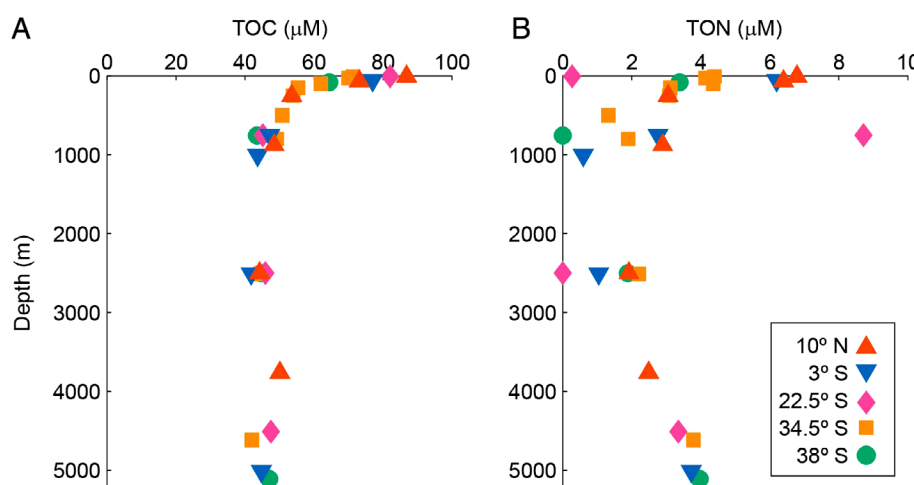 A
TOC (μM)
0 20 40 60 80 100
0
1000
2000
3000
4000
5000
Depth (m)
B
TON (μM)
0 2 4 6 8 10
0
1000
2000
3000
4000
5000
10º N
3º S
22.5º S
34.5º S
38º S